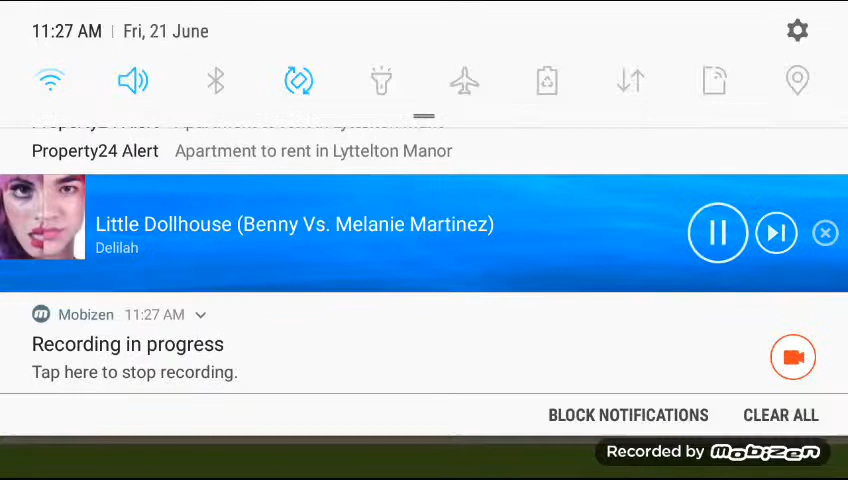 11:27 AM | Fri, 21 June
Property24 Alert Apartment to rent in Lyttelton Manor
Little Dollhouse (Benny Vs. Melanie Martinez)
Delilah
Mobizen 11:27 AM
Recording in progress
Tap here to stop recording.
BLOCK NOTIFICATIONS CLEAR ALL
Recorded by mobizen